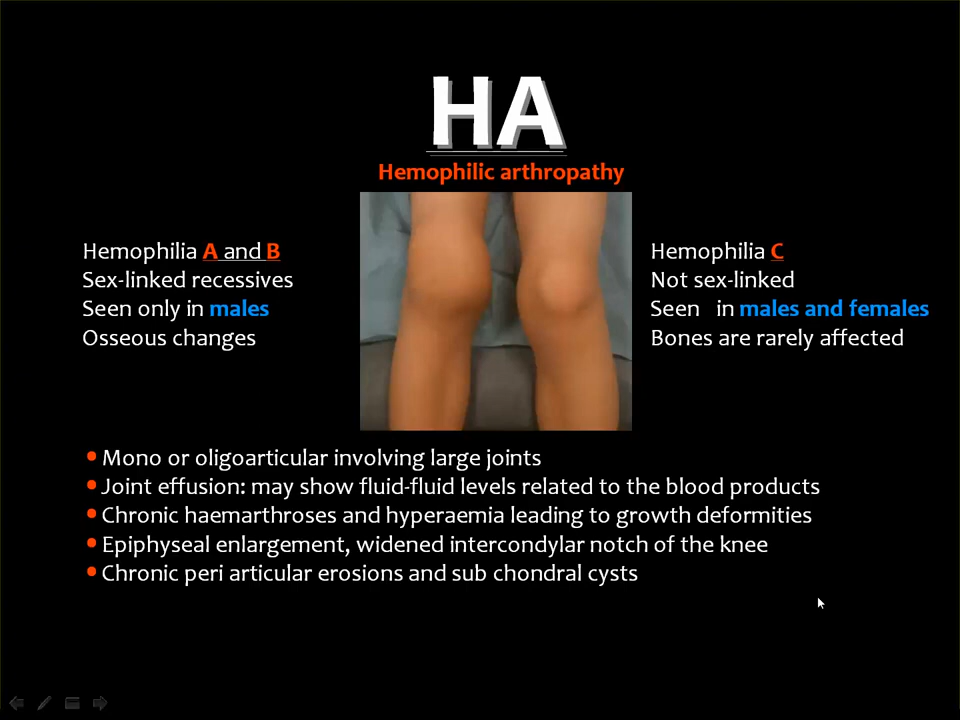 HA
Hemophilic arthropathy
Hemophilia A and B
Sex-linked recessives
Seen only in males
Osseous changes
Hemophilia C
Not sex-linked
Seen in males and females
Bones are rarely affected
• Mono or oligoarticular involving large joints
• Joint effusion: may show fluid-fluid levels related to the blood products
• Chronic haemarthroses and hyperaemia leading to growth deformities
• Epiphyseal enlargement, widened intercondylar notch of the knee
• Chronic peri articular erosions and sub chondral cysts